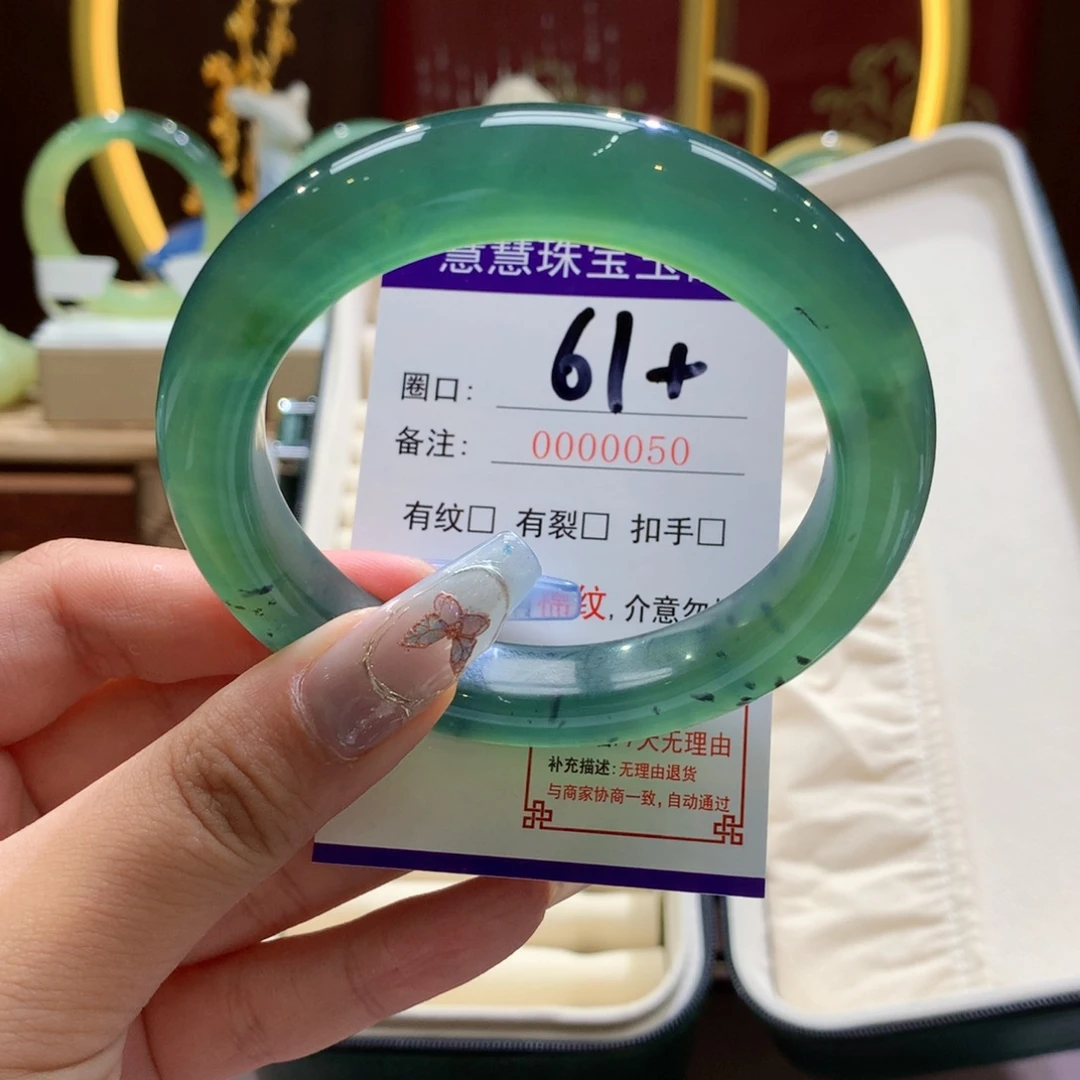 慧慧珠宝玉
圈口: 61+
备注: 0000050
有纹□ 有裂□ 扣手□
棉纹, 介意勿
7天无理由
补充描述: 无理由退货
与商家协商一致, 自动通过